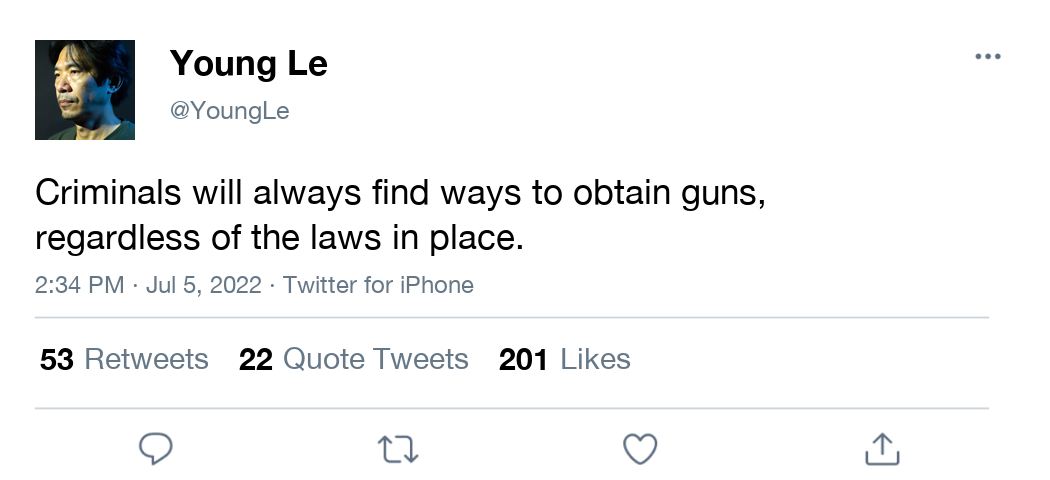 Young Le
@YoungLe
Criminals will always find ways to obtain guns,
regardless of the laws in place.
2:34 PM · Jul 5, 2022 · Twitter for iPhone
53 Retweets 22 Quote Tweets 201 Likes